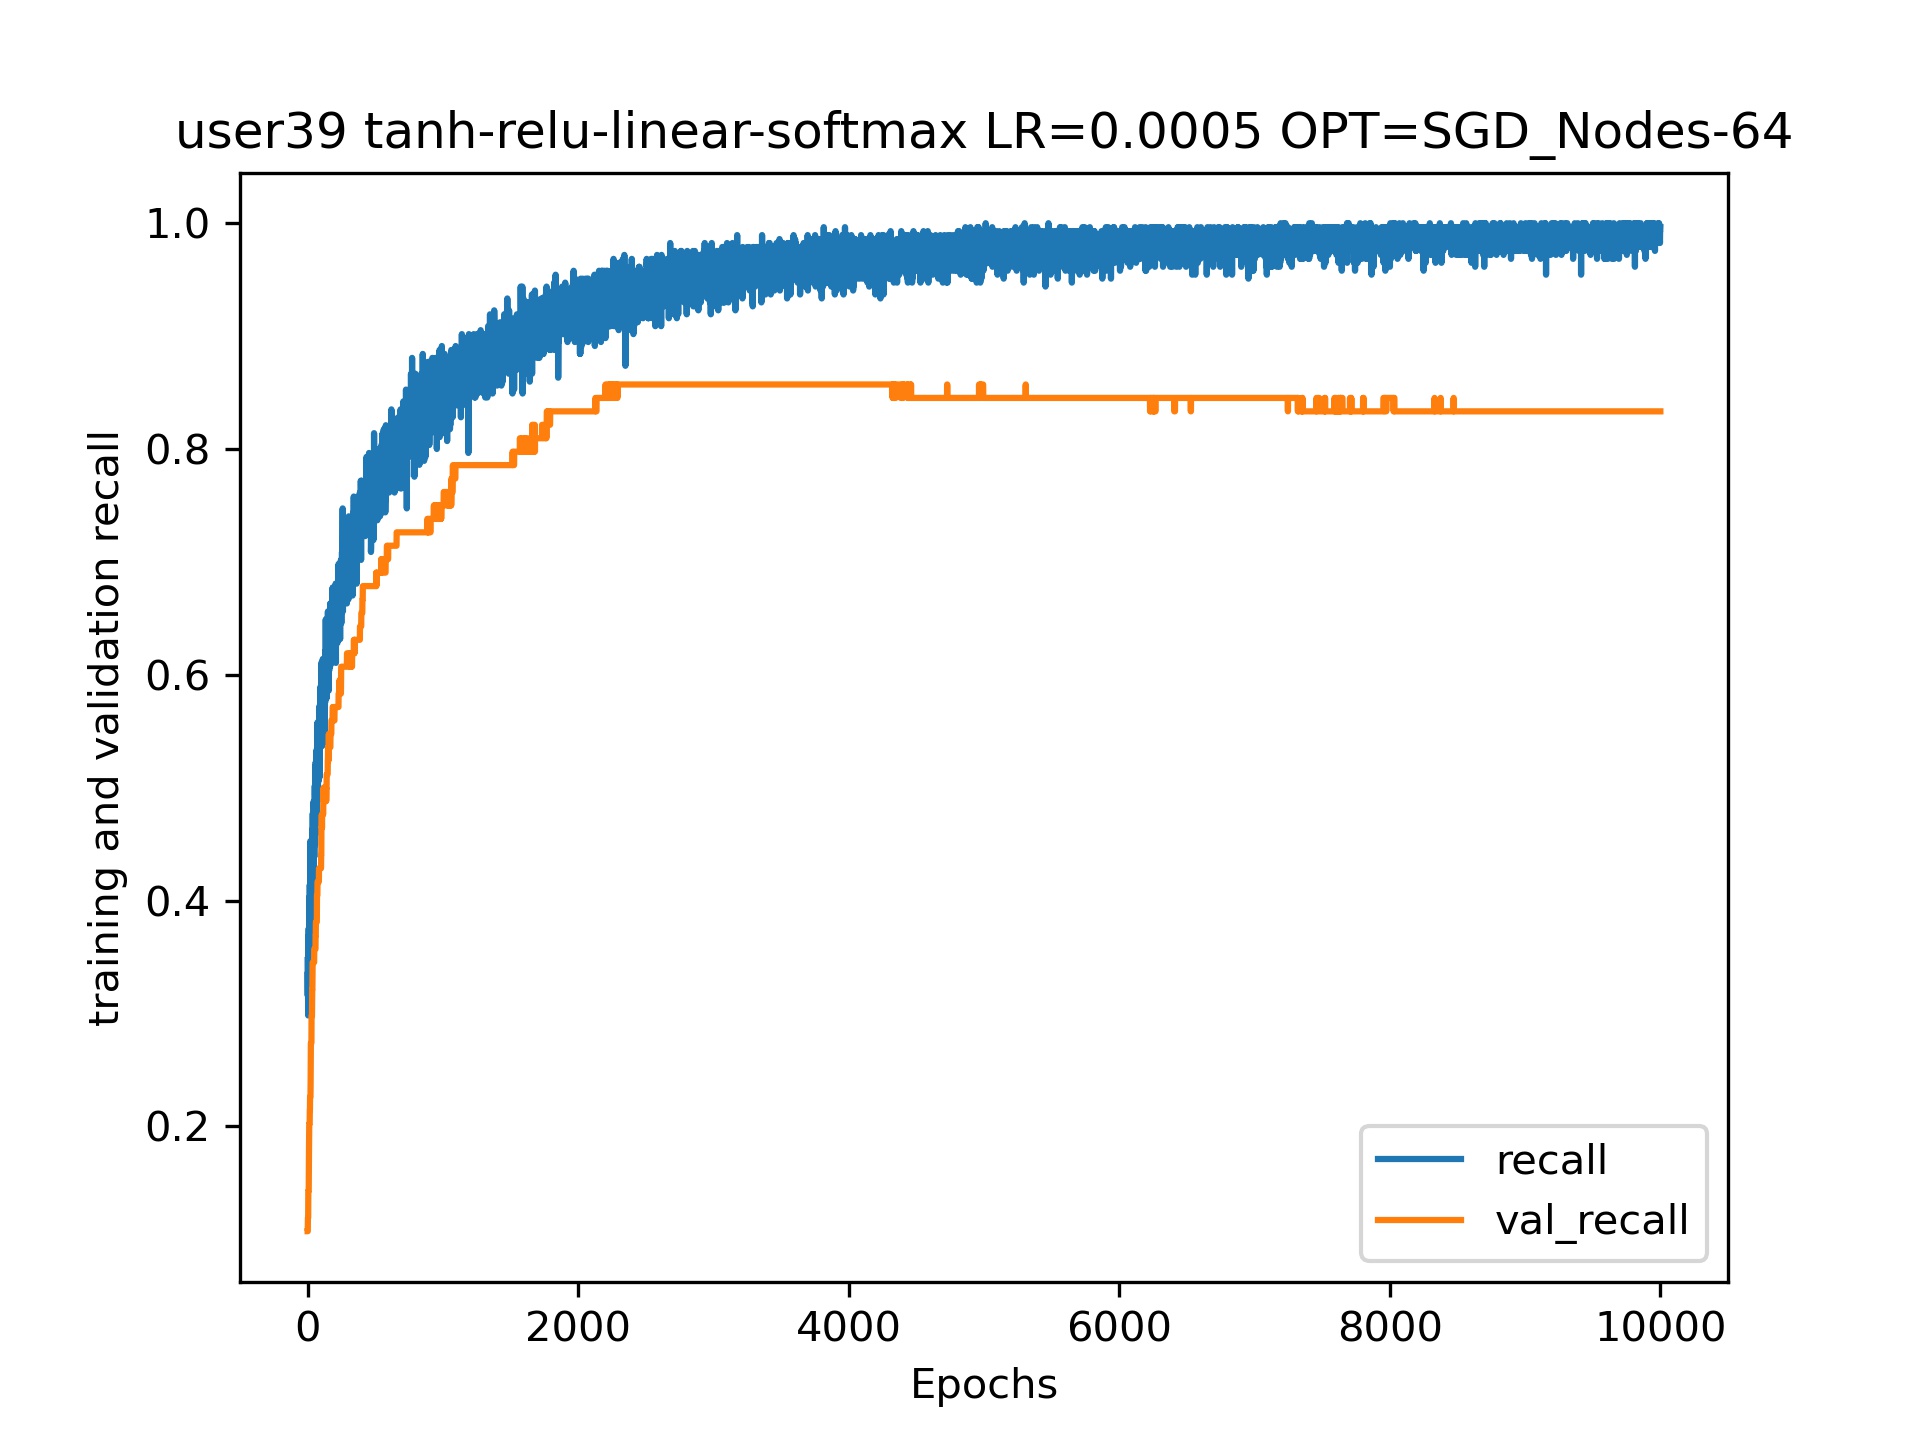 user39 tanh-relu-linear-softmax LR=0.0005 OPT=SGD_Nodes-64
training and validation recall
1.0
0.8
0.6
0.4
0.2
recall
val_recall
0 2000 4000 6000 8000 10000
Epochs